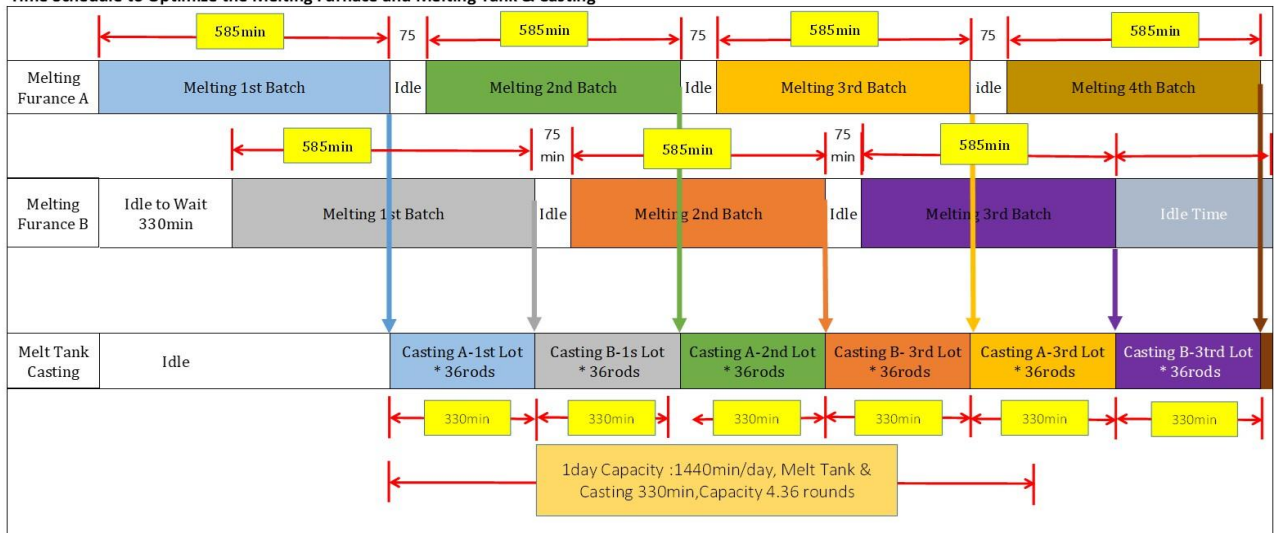 Time Schedule to Optimize the Melting Furnace and Melting Tank & Casting
585min
75
585min
75
585min
75
585min
Melting
Furance A
Melting 1st Batch
Idle
Melting 2nd Batch
Idle
Melting 3rd Batch
idle
Melting 4th Batch
585min
75
min
585min
75
min
585min
Melting
Furance B
Idle to Wait
330min
Melting 1st Batch
Idle
Melting 2nd Batch
Idle
Melting 3rd Batch
Idle Time
Melt Tank
Casting
Idle
Casting A-1st Lot
* 36rods
Casting B-1s Lot
* 36rods
Casting A-2nd Lot
* 36rods
Casting B- 3rd Lot
* 36rods
Casting A-3rd Lot
* 36rods
Casting B-3trd Lot
* 36rods
330min
330min
330min
330min
330min
330min
1day Capacity :1440min/day, Melt Tank &
Casting 330min,Capacity 4.36 rounds